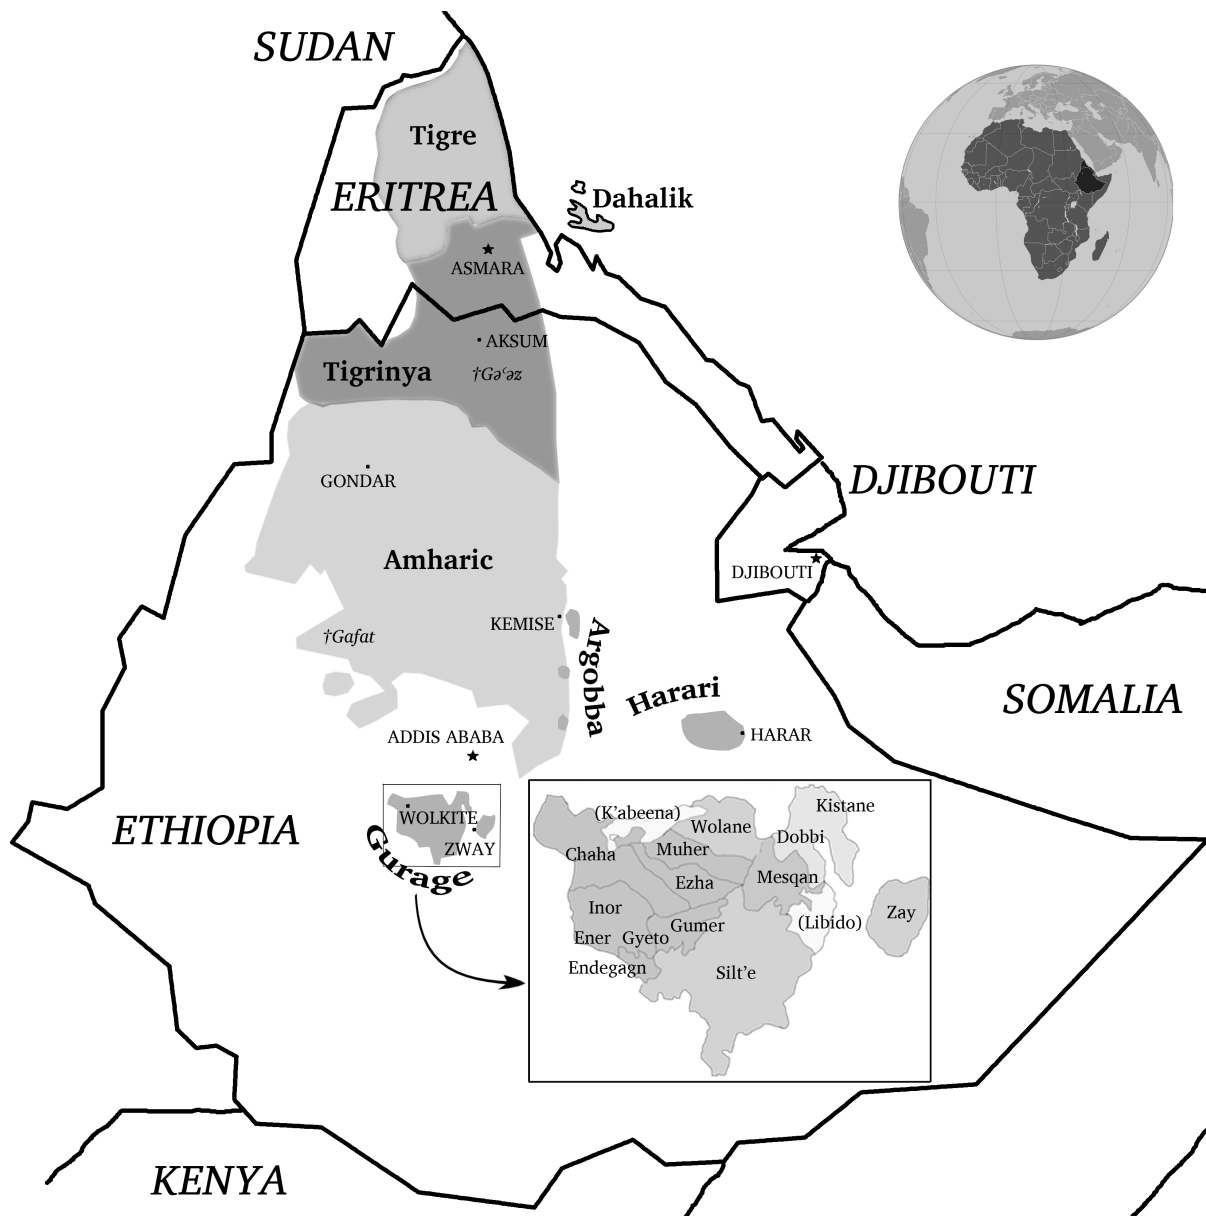 SUDAN
Tigre
ERITREA
Dahalik
ASMARA
AKSUM
Tigrinya
†Gəˁəz
GONDAR
DJIBOUTI
Amharic
DJIBOUTI
KEMISE
†Gafat
Argobba
Harari
SOMALIA
HARAR
ADDIS ABABA
ETHIOPIA
WOLKITE
ZWAY
Gurage
Kistane
(K’abeena)
Wolane
Dobbi
Muher
Chaha
Mesqan
Ezha
Inor
Zay
(Libido)
Gumer
Ener
Gyeto
Endegagn
Silt’e
KENYA